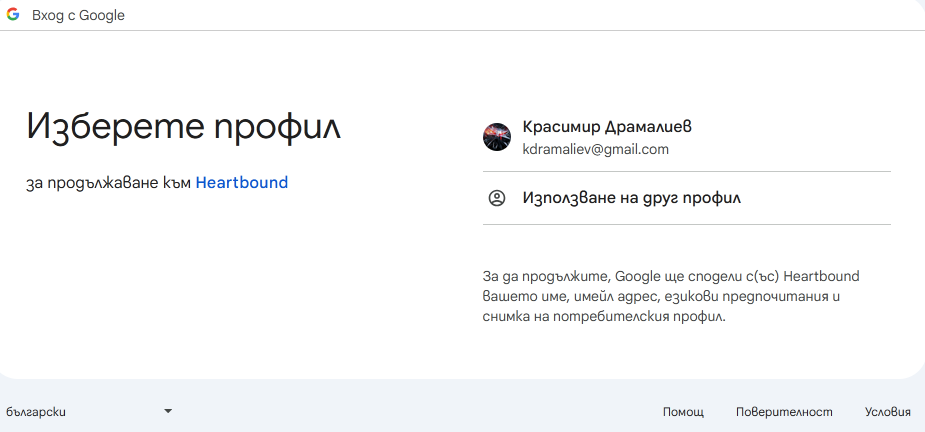 Вход с Google
Изберете профил
за продължаване към Heartbound
Красимир Драмалиев
kdramaliev@gmail.com
Използване на друг профил
За да продължите, Google ще сподели с(ъс) Heartbound
вашето име, имейл адрес, езикови предпочитания и
снимка на потребителския профил.
български
Помощ
Поверителност
Условия